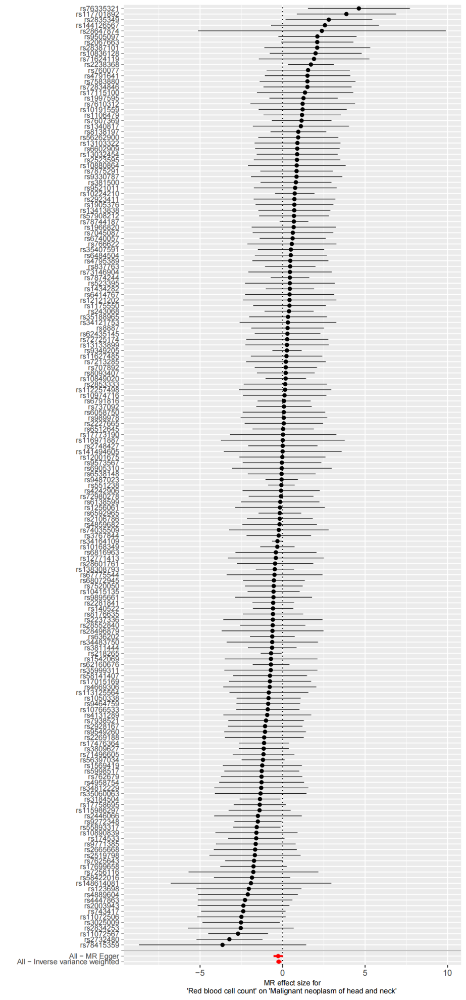 rs76335321
rs117701892
rs2835349
rs144126567
rs28647874
rs9505097
rs2067663
rs28387101
rs10836128
rs71624119
rs2238368
rs760077
rs4791641
rs7583880
rs72834846
rs17115100
rs1997595
rs7610312
rs10191559
rs1106479
rs7607369
rs1340817
rs8138197
rs56262900
rs13103322
rs6602909
rs13032454
rs2523595
rs10880864
rs7875291
rs9330787
rs381500
rs9521011
rs10224210
rs2923411
rs1905376
rs13413838
rs57908212
rs78744187
rs1966820
rs7045087
rs6740057
rs766622
rs35407591
rs6484504
rs4795389
rs837763
rs73146904
rs7874244
rs523395
rs1434282
rs6414767
rs12121202
rs1175550
rs243068
rs35188965
rs34121753
rs8887
rs62435145
rs72725174
rs13133899
rs9349205
rs11627485
rs7213285
rs707892
rs8093407
rs10849020
rs2853333
rs112257498
rs10974716
rs6791816
rs737092
rs6058750
rs989978
rs2227665
rs6512645
rs17773190
rs116971887
rs2748427
rs141494605
rs12001675
rs9573567
rs6905310
rs6538148
rs9487023
rs551238
rs4242906
rs72980278
rs6138599
rs1256061
rs6592965
rs2106786
rs4859682
rs74035509
rs3767844
rs34164109
rs10168349
rs6816963
rs12771413
rs28601761
rs138308793
rs67775544
rs68072945
rs7520050
rs10415135
rs9895661
rs2281841
rs140522
rs8176635
rs2237336
rs28552840
rs28496879
rs636202
rs34483750
rs3811444
rs218265
rs1542069
rs62160676
rs35999311
rs58141407
rs17015169
rs4669306
rs113125564
rs1050338
rs9464759
rs10766533
rs4131289
rs7938521
rs2928167
rs9549260
rs2269188
rs17476364
rs3809627
rs71496605
rs56397034
rs1569419
rs5998517
rs762679
rs4958754
rs34812229
rs35060063
rs3184504
rs17758695
rs115986297
rs2446066
rs9272348
rs55893317
rs10890839
rs174533
rs9771385
rs2665668
rs2519798
rs7625643
rs17699658
rs7256116
rs58422016
rs148614081
rs123698
rs4889604
rs4447863
rs2003943
rs743417
rs11072506
rs3025009
rs2834253
rs11072567
rs2732480
rs78415359
All − MR Egger
All − Inverse variance weighted
−5 0 5 10
MR effect size for
'Red blood cell count' on 'Malignant neoplasm of head and neck'